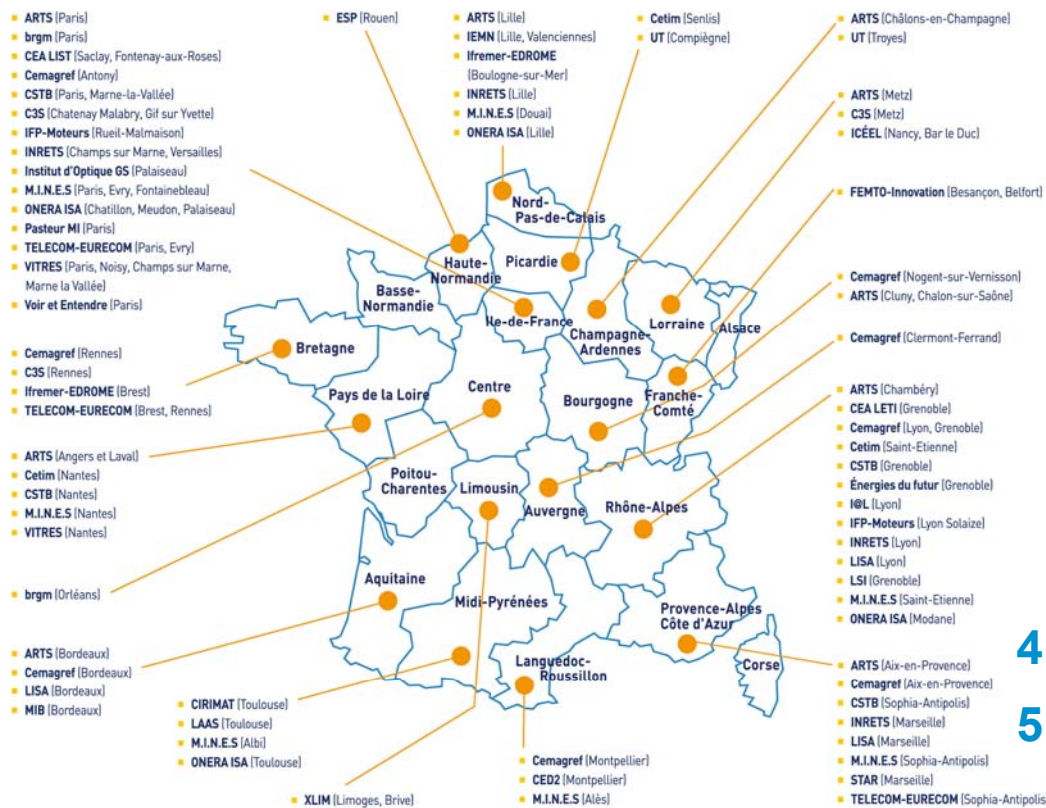 ARTS (Paris)
brgm (Paris)
CEA LIST (Saclay, Fontenay-aux-Roses)
Cemagref (Antony)
CSTB (Paris, Marne-la-Vallée)
C3S (Chatenay Malabry, Gif sur Yvette)
IFP-Moteurs (Rueil-Malmaison)
INRETS (Champs sur Marne, Versailles)
Institut d'Optique GS (Palaiseau)
M.I.N.E.S (Paris, Evry, Fontainebleau)
ONERA ISA (Chatillon, Meudon, Palaiseau)
Pasteur MI (Paris)
TELECOM-EURECOM (Paris, Evry)
VITRES (Paris, Noisy, Champs sur Marne,
Marne la Vallée)
Voir et Entendre (Paris)
Cemagref (Rennes)
C3S (Rennes)
Ifremer-EDROME (Brest)
TELECOM-EURECOM (Brest, Rennes)
ARTS (Angers et Laval)
Cetim (Nantes)
CSTB (Nantes)
M.I.N.E.S (Nantes)
VITRES (Nantes)
brgm (Orléans)
ARTS (Bordeaux)
Cemagref (Bordeaux)
LISA (Bordeaux)
MIB (Bordeaux)
ESP (Rouen)
ARTS (Lille)
IEMN (Lille, Valenciennes)
Ifremer-EDROME
(Boulogne-sur-Mer)
INRETS (Lille)
M.I.N.E.S (Douai)
ONERA ISA (Lille)
Cetim (Senlis)
UT (Compiègne)
ARTS (Châlons-en-Champagne)
UT (Troyes)
ARTS (Metz)
C3S (Metz)
ICÉEL (Nancy, Bar le Duc)
FEMTO-Innovation (Besançon, Belfort)
Cemagref (Nogent-sur-Vernisson)
ARTS (Cluny, Chalon-sur-Saône)
Cemagref (Clermont-Ferrand)
ARTS (Chambéry)
CEA LETI (Grenoble)
Cemagref (Lyon, Grenoble)
Cetim (Saint-Etienne)
CSTB (Grenoble)
Énergies du futur (Grenoble)
I@L (Lyon)
IFP-Moteurs (Lyon Solaize)
INRETS (Lyon)
LISA (Lyon)
LSI (Grenoble)
M.I.N.E.S (Saint-Etienne)
ONERA ISA (Modane)
ARTS (Aix-en-Provence)
Cemagref (Aix-en-Provence)
CSTB (Sophia-Antipolis)
INRETS (Marseille)
LISA (Marseille)
M.I.N.E.S (Sophia-Antipolis)
STAR (Marseille)
TELECOM-EURECOM (Sophia-Antipolis
4
5
Nord-
Pas-de-Calais
Haute-
Normandie
Picardie
Basse-
Normandie
Ile-de-France
Champagne-
Ardennes
Lorraine
Alsace
Bretagne
Pays de la Loire
Centre
Bourgogne
Franche-
Comté
Poitou-
Charentes
Limousin
Auvergne
Rhône-Alpes
Aquitaine
Midi-Pyrénées
Provence-Alpes
Côte d'Azur
Languedoc-
Roussillon
Corse
CIRIMAT (Toulouse)
LAAS (Toulouse)
M.I.N.E.S (Albi)
ONERA ISA (Toulouse)
XLIM (Limoges, Brive)
Cemagref (Montpellier)
CED2 (Montpellier)
M.I.N.E.S (Alès)